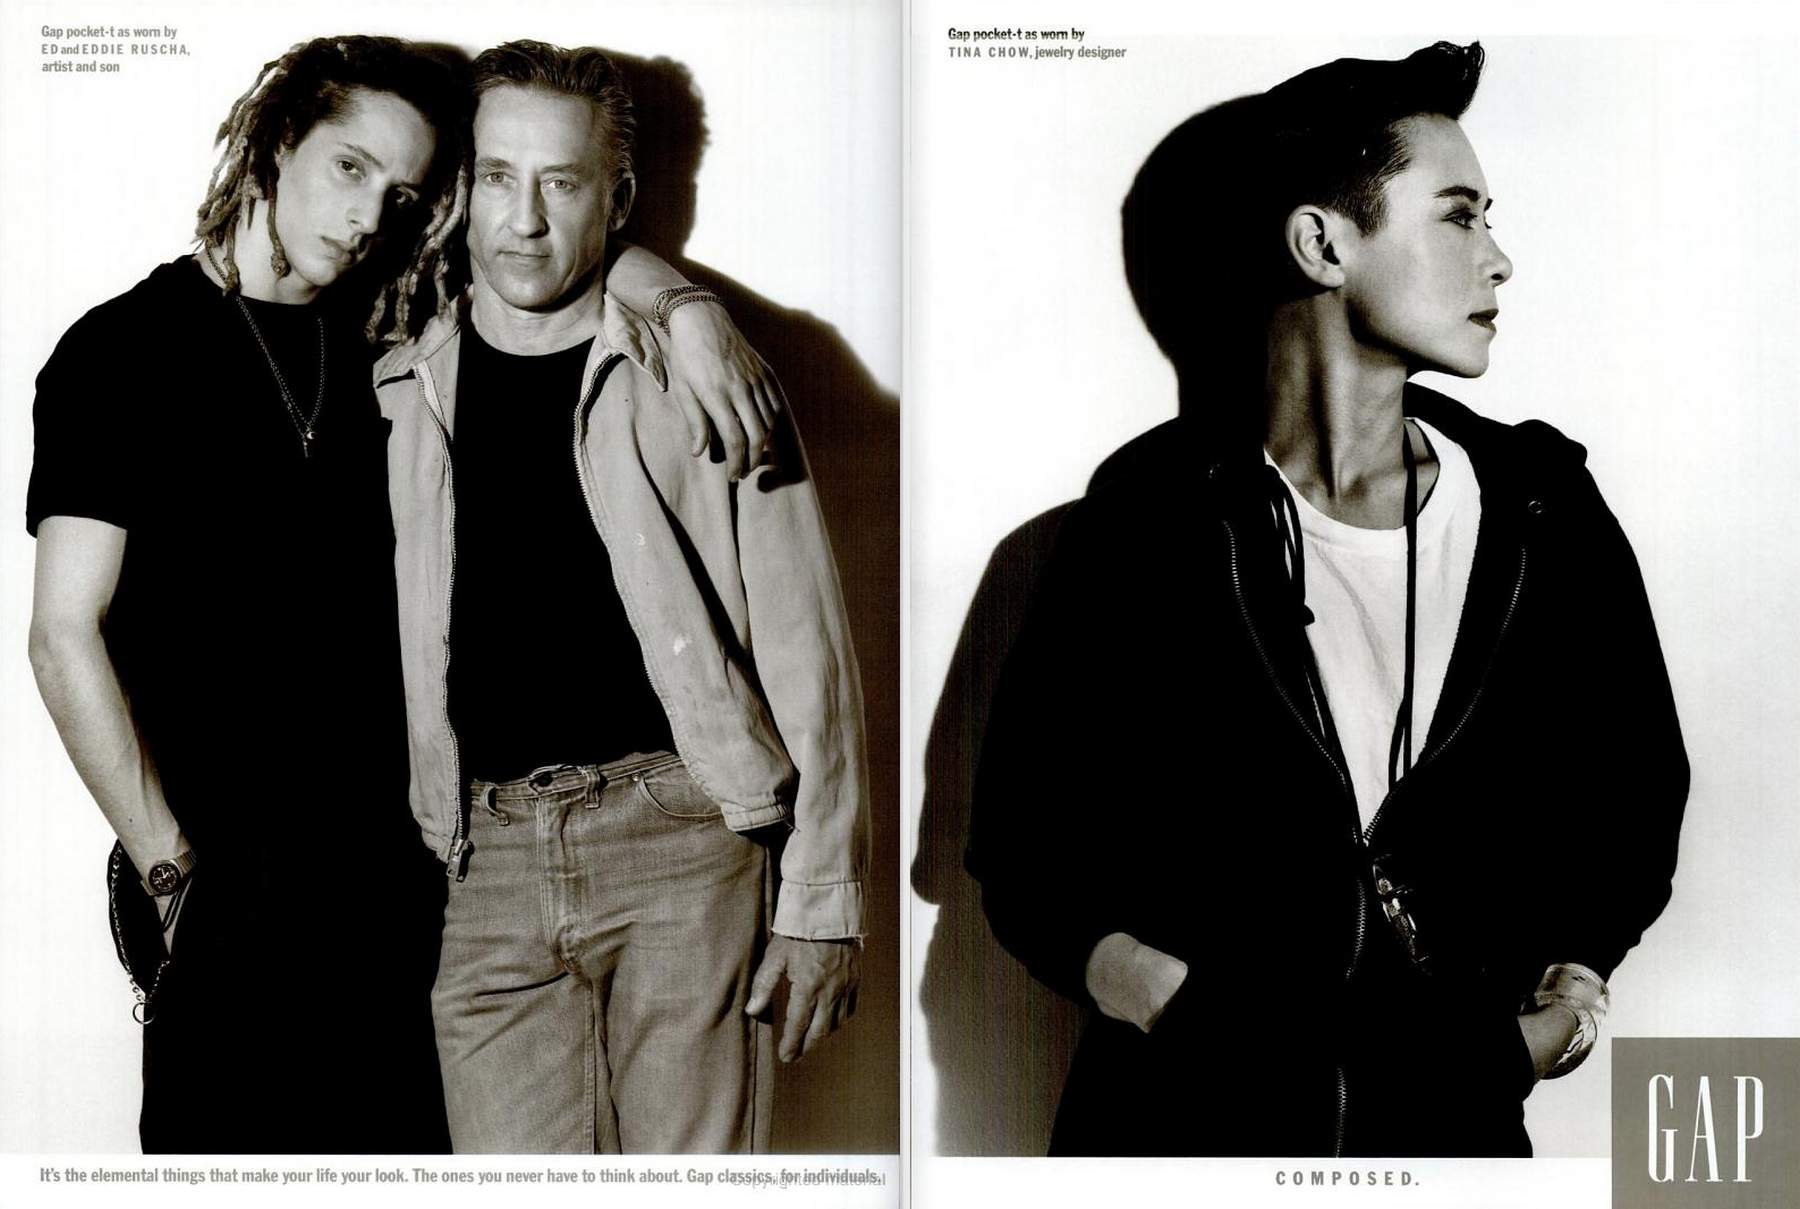 Gap pocket-t as worn by
ED and EDDIE RUSCHA,
artist and son
Gap pocket-t as worn by
TINA CHOW, jewelry designer
It's the elemental things that make your life your look. The ones you never have to think about. Gap classics, for individuals.
Copyrighted material
COMPOSED.
GAP